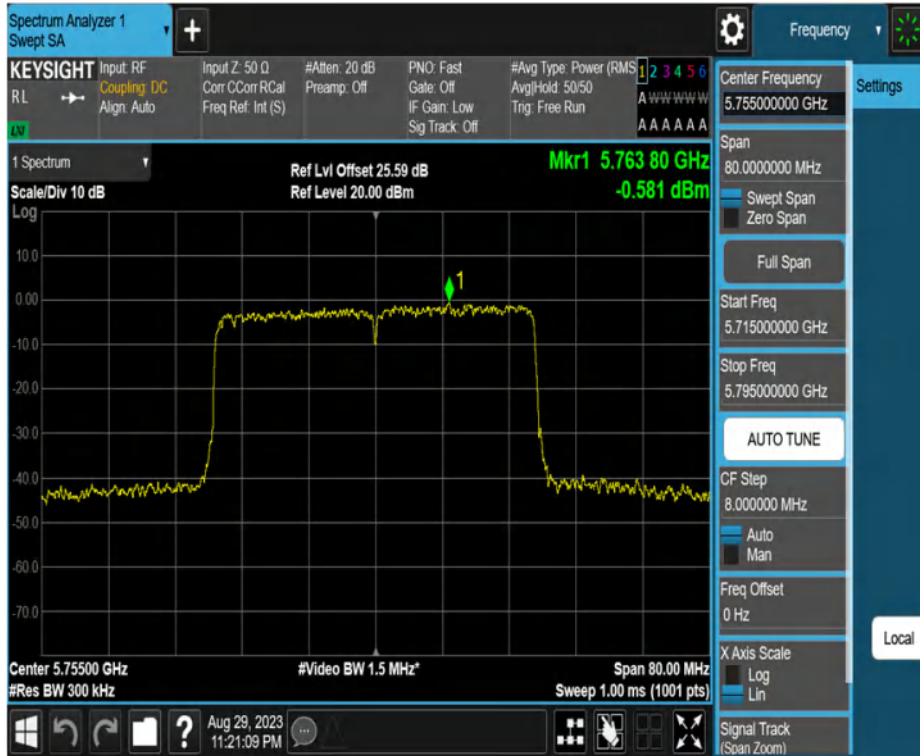 Spectrum Analyzer 1
Swept SA
+
Frequency
KEYSIGHT
RL
LXI
Input: RF
Coupling: DC
Align: Auto
Input Z: 50 Ω
Corr CCorr RCal
Freq Ref: Int (S)
#Atten: 20 dB
Preamp: Off
PNO: Fast
Gate: Off
IF Gain: Low
Sig Track: Off
#Avg Type: Power (RMS
Avg|Hold: 50/50
Trig: Free Run
1 2 3 4 5 6
A W W W W W
A A A A A A
1 Spectrum
Scale/Div 10 dB
Log
Ref Lvl Offset 25.59 dB
Ref Level 20.00 dBm
Mkr1 5.763 80 GHz
-0.581 dBm
1
10.0
0.00
-10.0
-20.0
-30.0
-40.0
-50.0
-60.0
-70.0
Center 5.75500 GHz
#Res BW 300 kHz
#Video BW 1.5 MHz*
Span 80.00 MHz
Sweep 1.00 ms (1001 pts)
?
Aug 29, 2023
11:21:09 PM
Center Frequency
5.755000000 GHz
Span
80.0000000 MHz
Swept Span
Zero Span
Full Span
Start Freq
5.715000000 GHz
Stop Freq
5.795000000 GHz
AUTO TUNE
CF Step
8.000000 MHz
Auto
Man
Freq Offset
0 Hz
X Axis Scale
Log
Lin
Signal Track
(Span Zoom)
Settings
Local